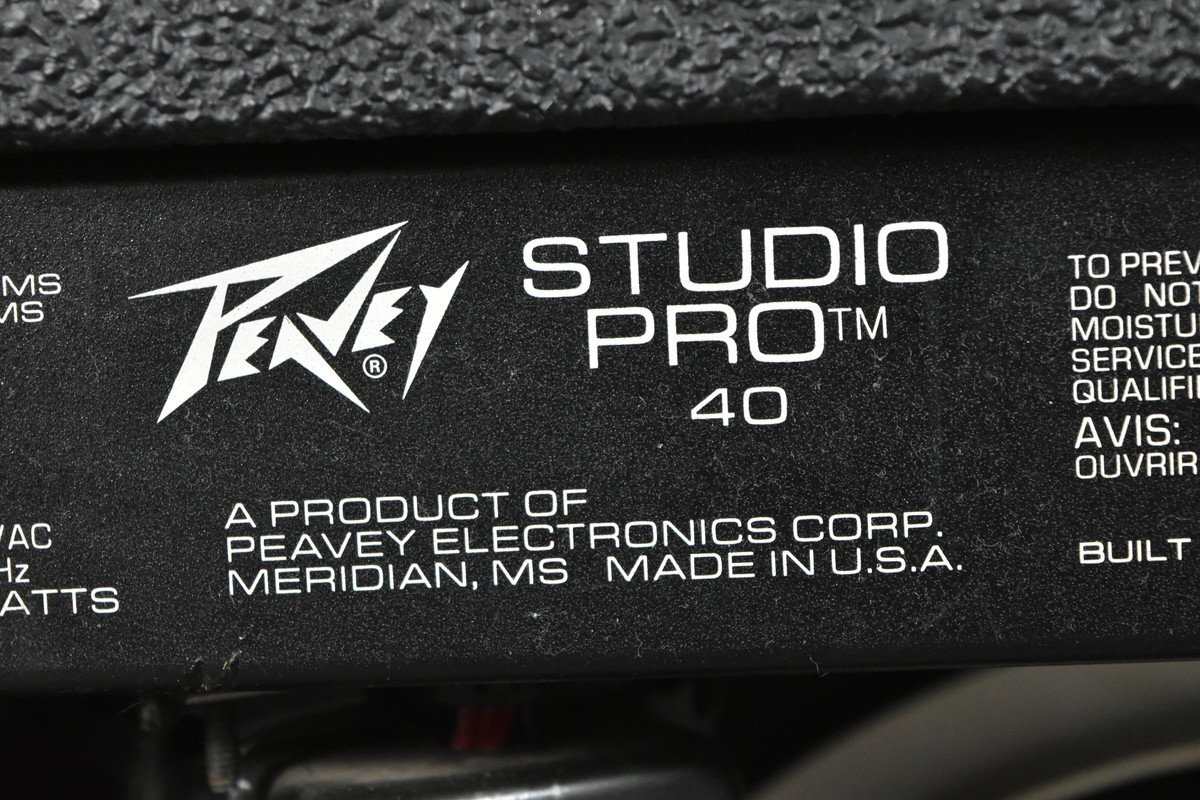 MS
MS
VAC
Hz
ATTS
PEAVEY®
STUDIO
PRO™
40
A PRODUCT OF
PEAVEY ELECTRONICS CORP.
MERIDIAN, MS MADE IN U.S.A.
TO PREV
DO NOT
MOISTU
SERVICE
QUALIFI
AVIS:
OUVRIR
BUILT